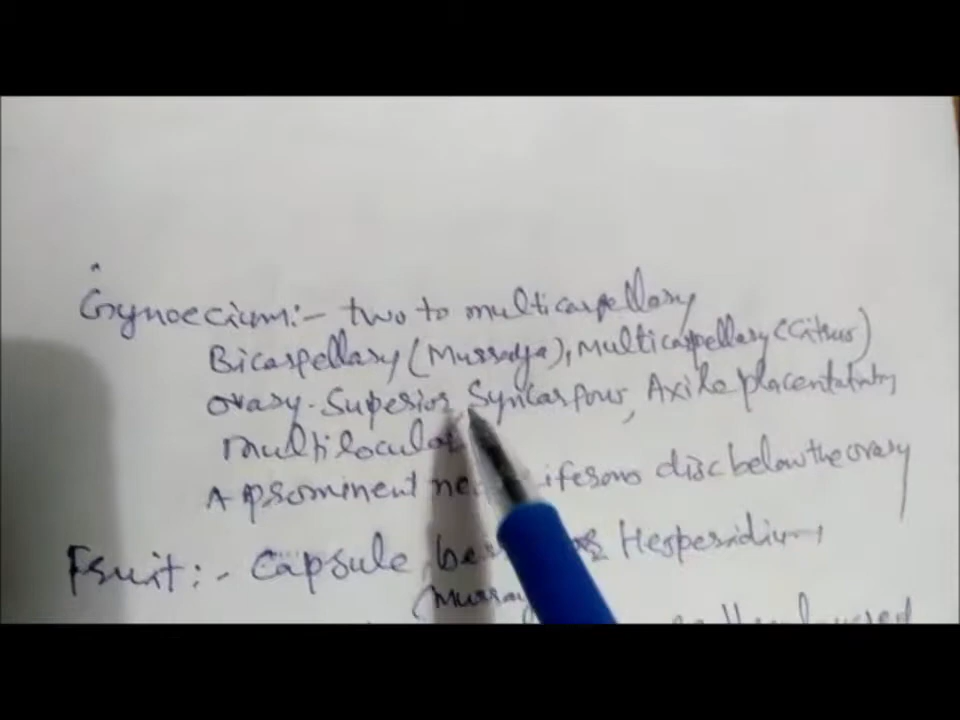 Gynoecium:- two to multicarpellary
Bicarpellary (Murraya), Multicarpellary (Citrus)
ovary - Superior, Syncarpous, Axile placentation,
multilocular
A prominent iferous disc below the ovary
Fruit:- Capsule Hesperidium,